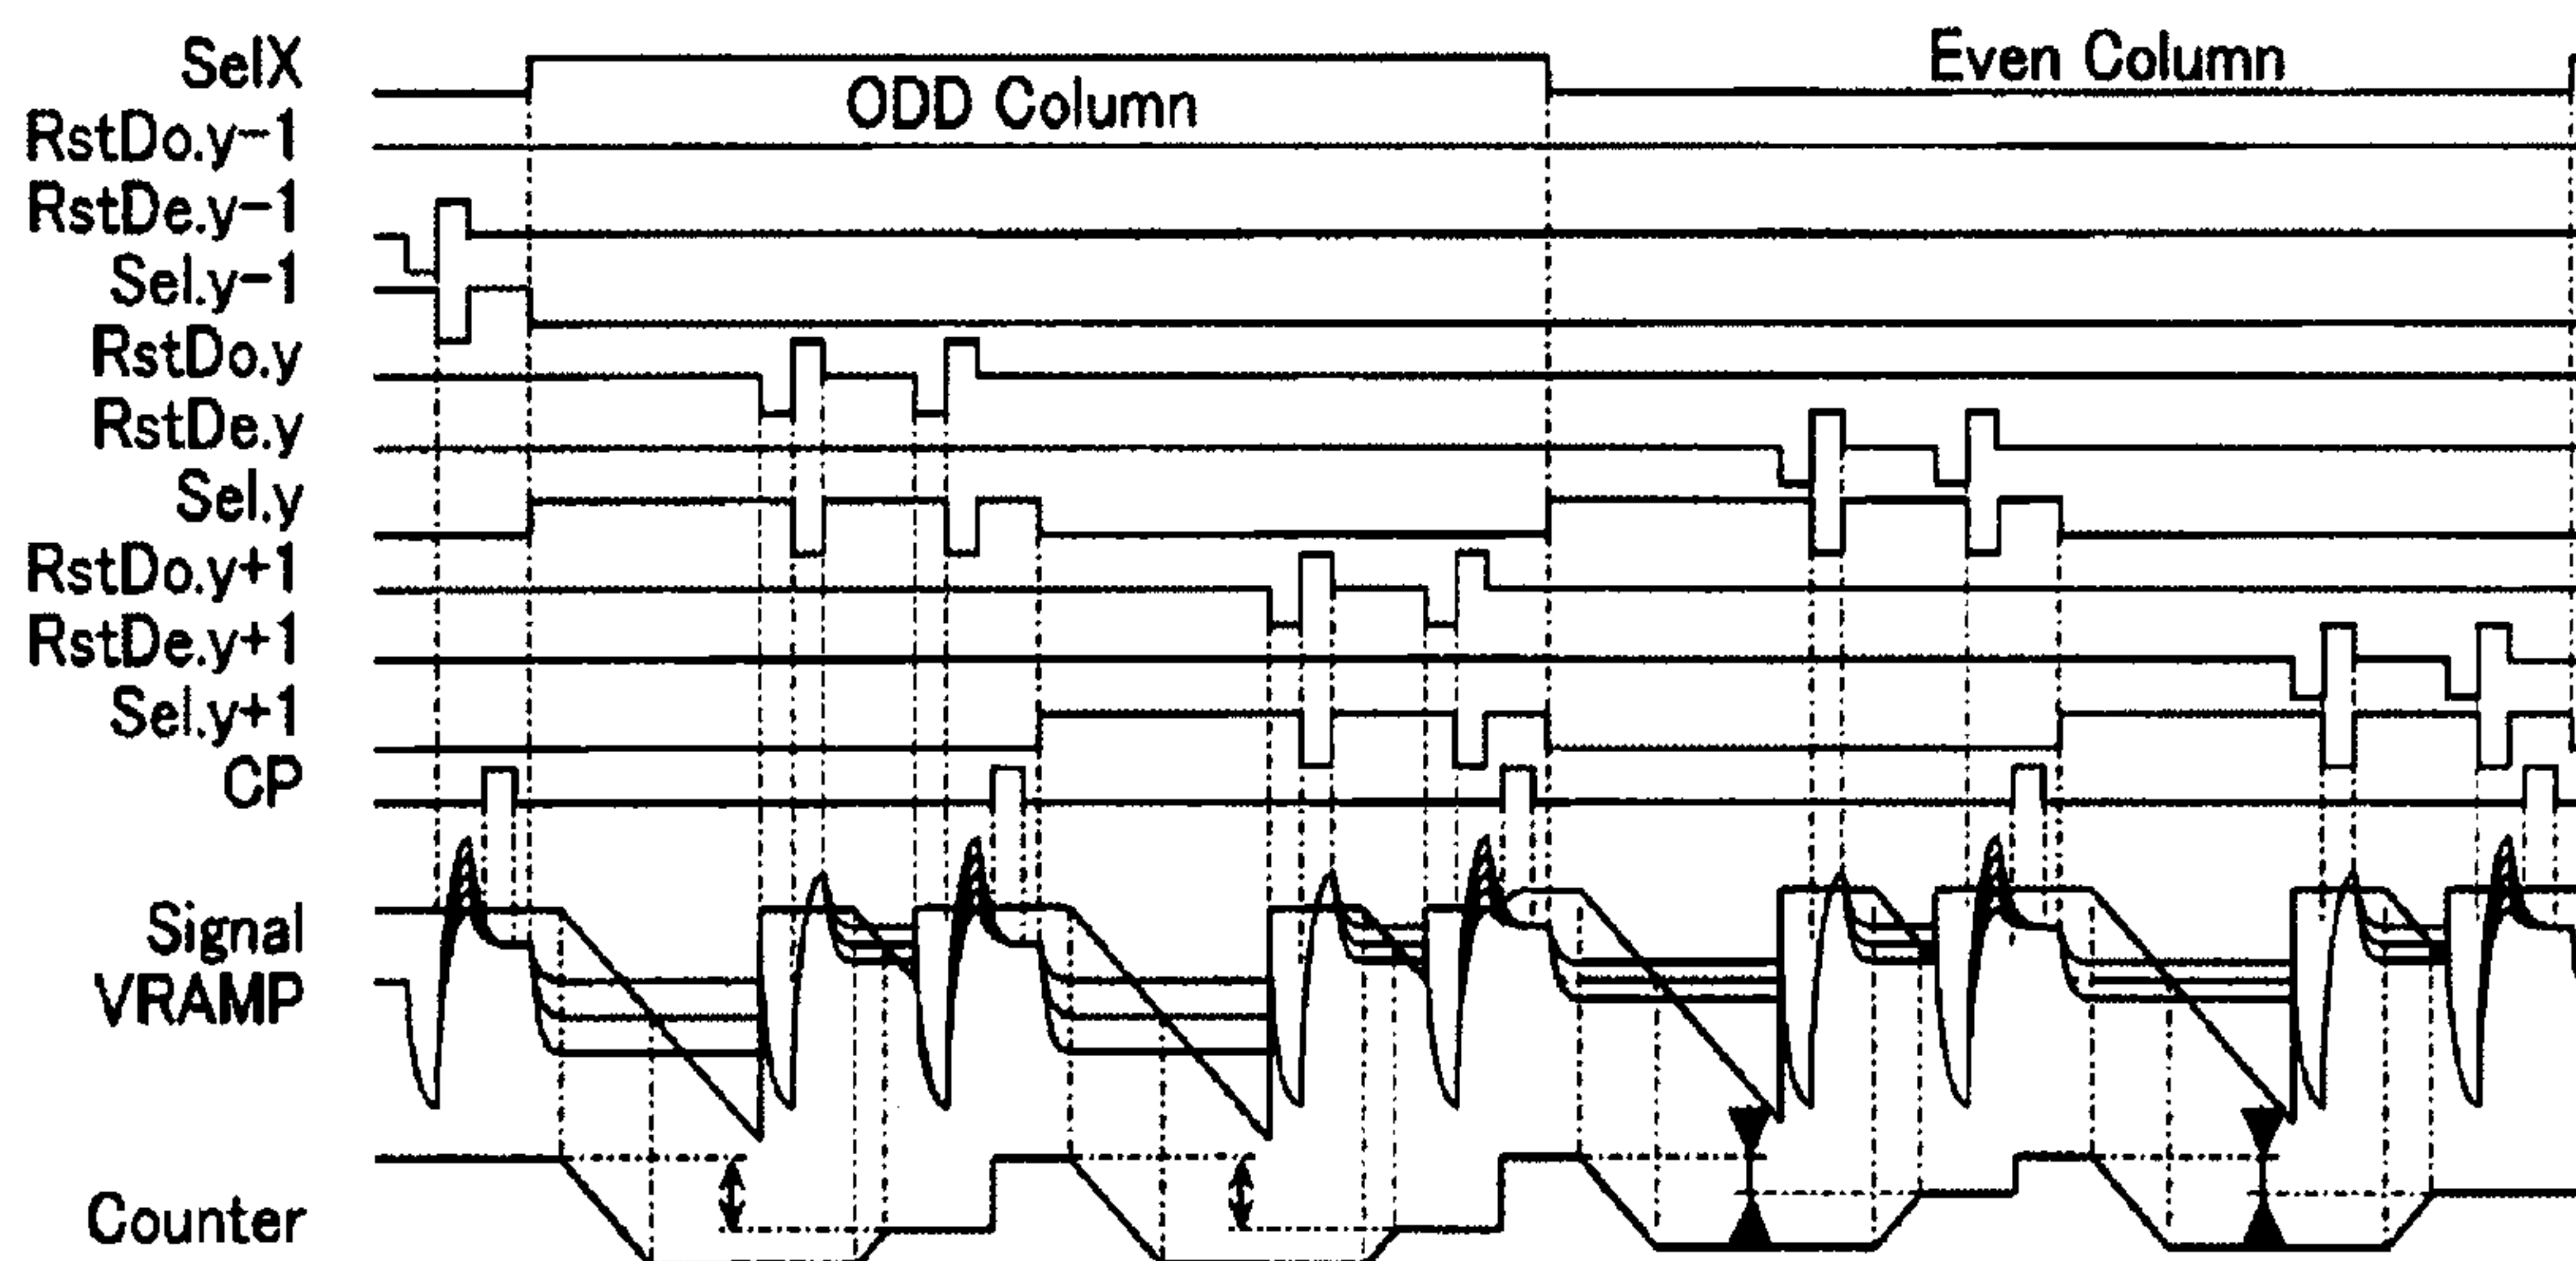 SelX
ODD Column
Even Column
RstDo.y-1
RstDe.y-1
Sel.y-1
RstDo.y
RstDe.y
Sel.y
RstDo.y+1
RstDe.y+1
Sel.y+1
CP
Signal
VRAMP
Counter